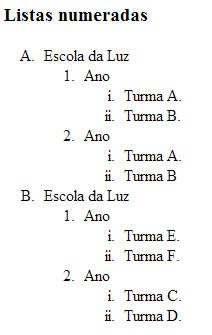 Listas numeradas
A. Escola da Luz
1. Ano
i. Turma A.
ii. Turma B.
2. Ano
i. Turma A.
ii. Turma B
B. Escola da Luz
1. Ano
i. Turma E.
ii. Turma F.
2. Ano
i. Turma C.
ii. Turma D.